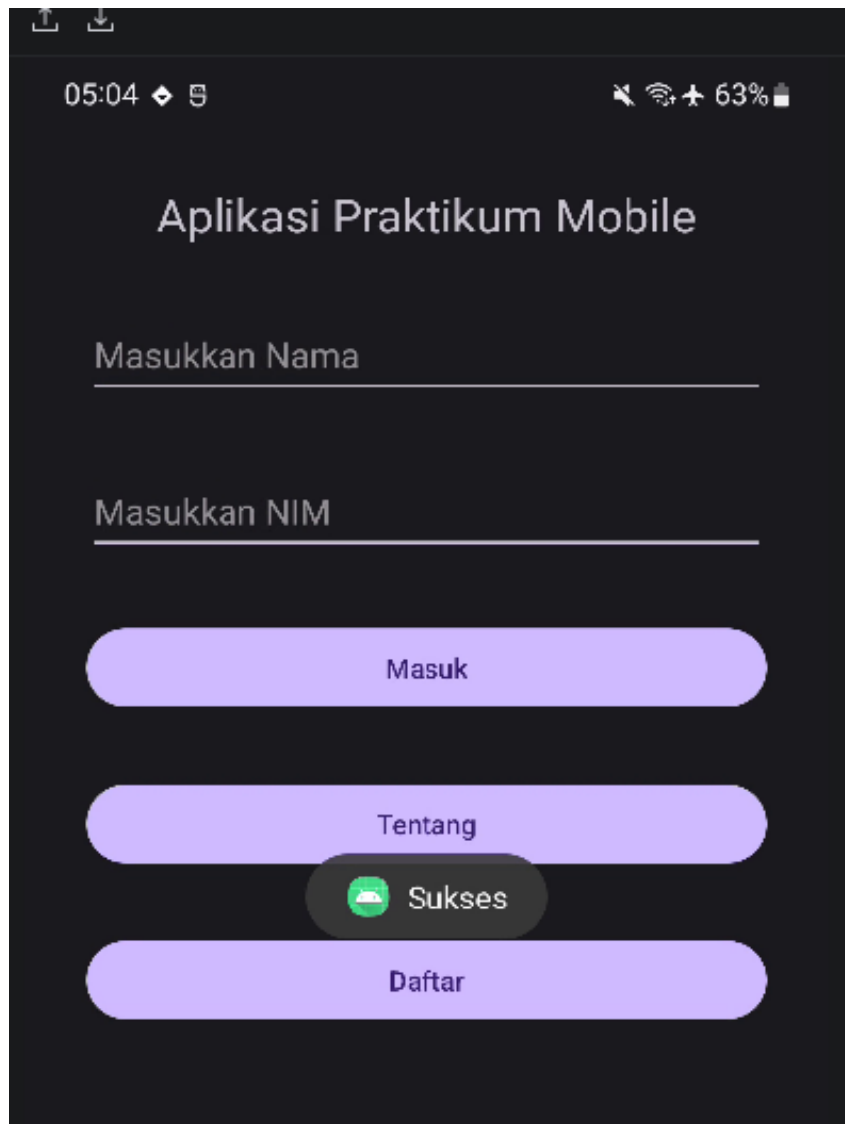 05:04 63%
Aplikasi Praktikum Mobile
Masukkan Nama
Masukkan NIM
Masuk
Tentang
Sukses
Daftar